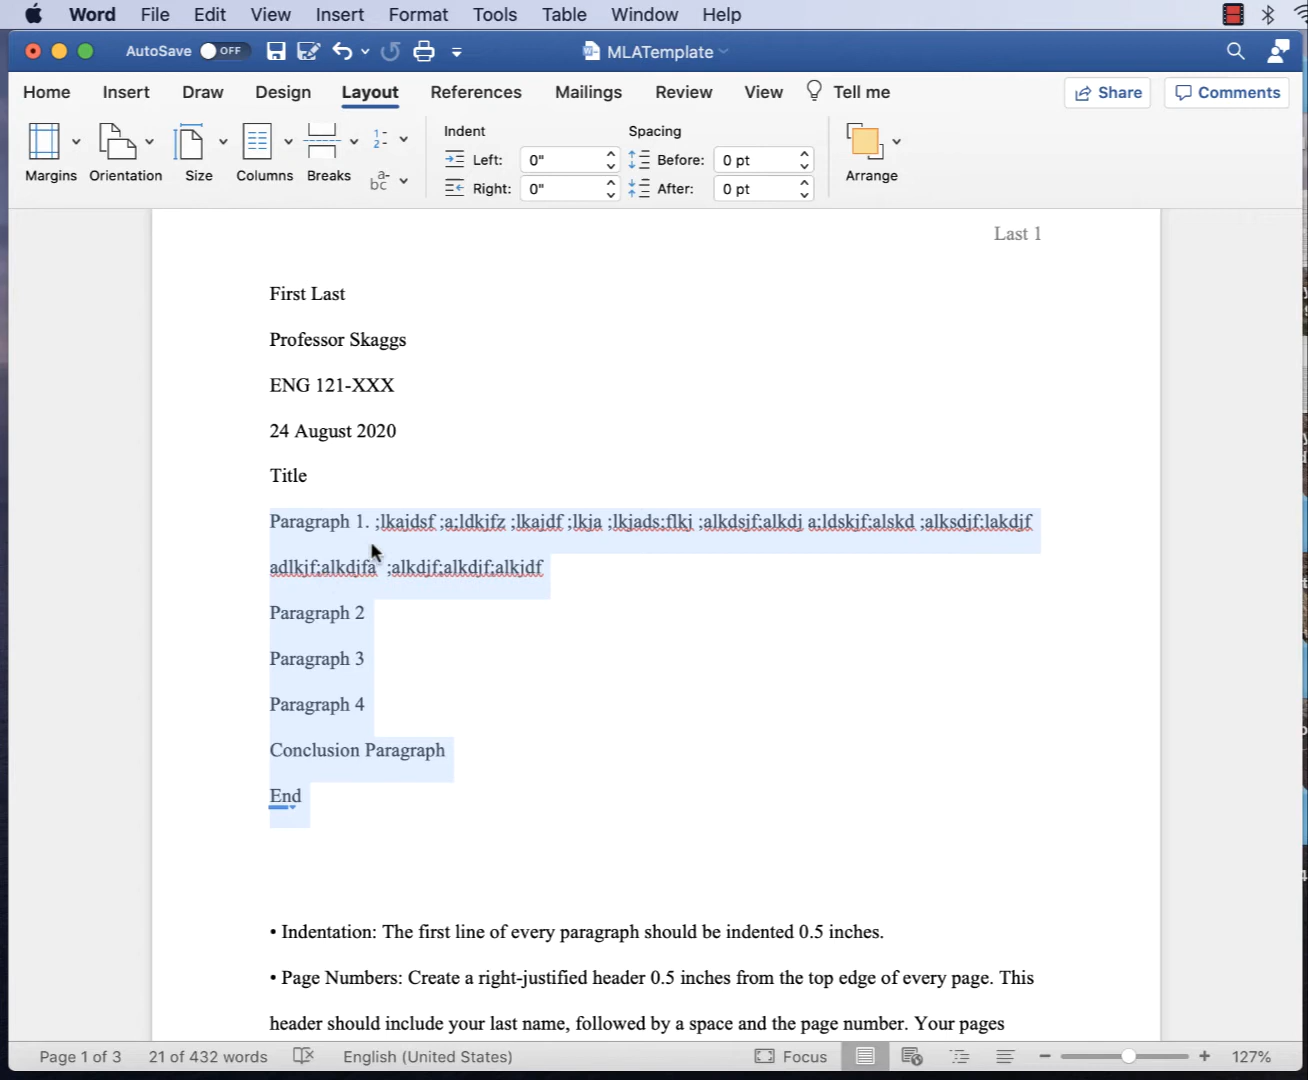 Word File Edit View Insert Format Tools Table Window Help
AutoSave OFF MLATemplate
Home Insert Draw Design Layout References Mailings Review View Tell me Share Comments
Indent Spacing
Left: 0" Before: 0 pt
Right: 0" After: 0 pt
Margins Orientation Size Columns Breaks Arrange
Last 1
First Last
Professor Skaggs
ENG 121-XXX
24 August 2020
Title
Paragraph 1. ;lkajdsf ;a;ldkjfz ;lkajdf ;lkja ;lkjads;flkj ;alkdsjf;alkdj a;ldskjf;alskd ;alksdjf;lakdjf
adlkjf;alkdjfa ;alkdjf;alkdjf;alkjdf
Paragraph 2
Paragraph 3
Paragraph 4
Conclusion Paragraph
End
• Indentation: The first line of every paragraph should be indented 0.5 inches.
• Page Numbers: Create a right-justified header 0.5 inches from the top edge of every page. This
header should include your last name, followed by a space and the page number. Your pages
Page 1 of 3 21 of 432 words English (United States) Focus 127%